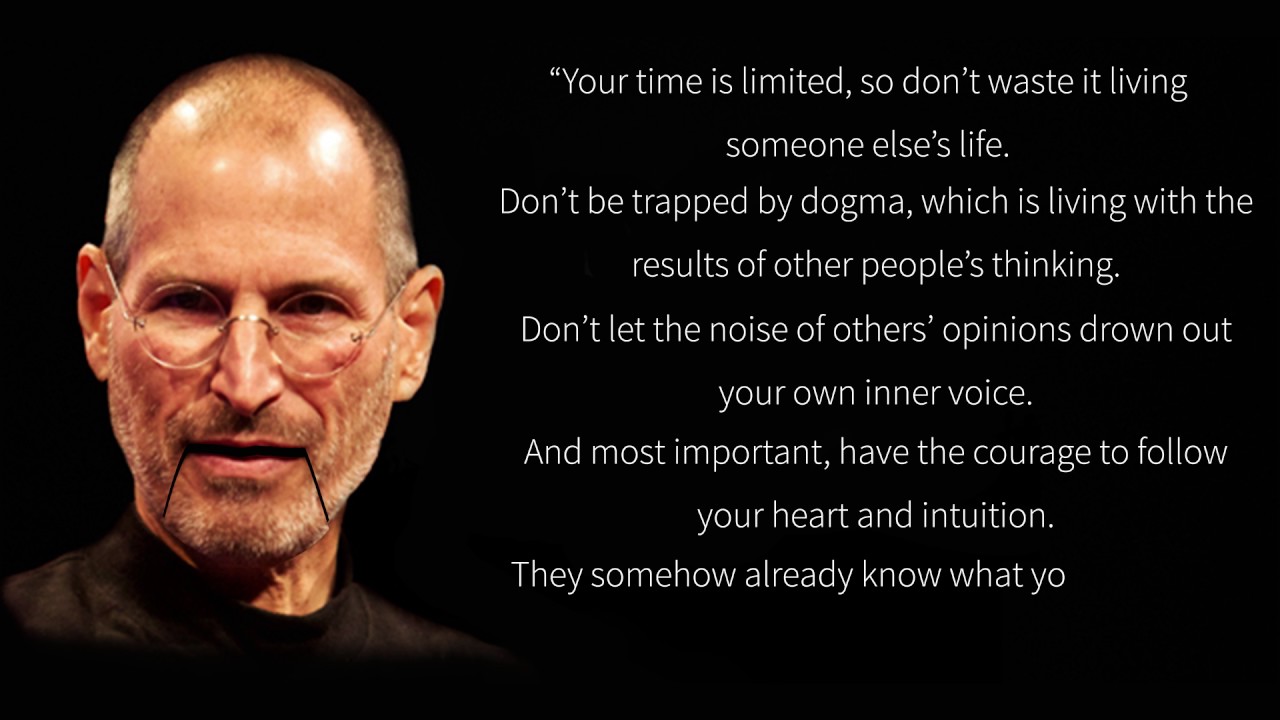 “Your time is limited, so don’t waste it living
someone else’s life.
Don’t be trapped by dogma, which is living with the
results of other people’s thinking.
Don’t let the noise of others’ opinions drown out
your own inner voice.
And most important, have the courage to follow
your heart and intuition.
They somehow already know what yo